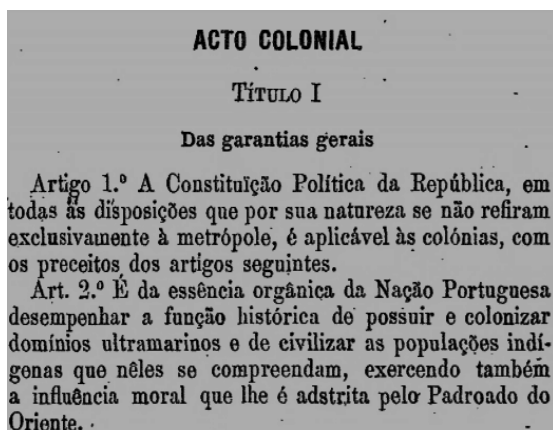 ACTO COLONIAL
TÍTULO I
Das garantias gerais
Artigo 1.º A Constituïção Política da República, em
todas as disposições que por sua natureza se não refiram
exclusivamente à metrópole, é aplicável às colónias, com
os preceitos dos artigos seguintes.
Art. 2.º É da essência orgânica da Nação Portuguesa
desempenhar a função histórica de possuir e colonizar
domínios ultramarinos e de civilizar as populações indí-
genas que nêles se compreendam, exercendo também
a influência moral que lhe é adstrita pelo Padroado do
Oriente.